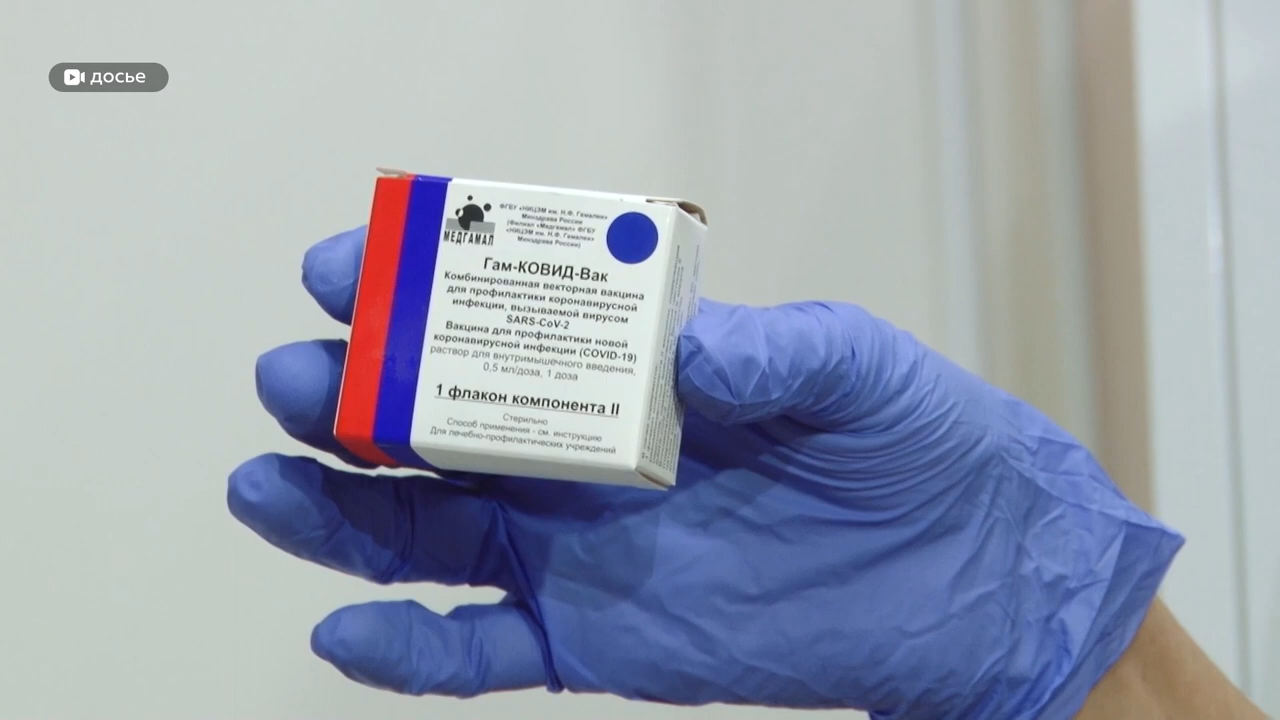 досье
МЕДГАМАЛ
ФГБУ «НИЦЭМ им. Н.Ф. Гамалеи»
Минздрава России
(Филиал «Медгамал» ФГБУ
«НИЦЭМ им. Н.Ф. Гамалеи»
Минздрава России)
Гам-КОВИД-Вак
Комбинированная векторная вакцина
для профилактики коронавирусной
инфекции, вызываемой вирусом
SARS-CoV-2
Вакцина для профилактики новой
коронавирусной инфекции (COVID-19)
раствор для внутримышечного введения,
0,5 мл/доза, 1 доза
1 флакон компонента II
Стерильно
Способ применения - см. инструкцию
Для лечебно-профилактических учреждений